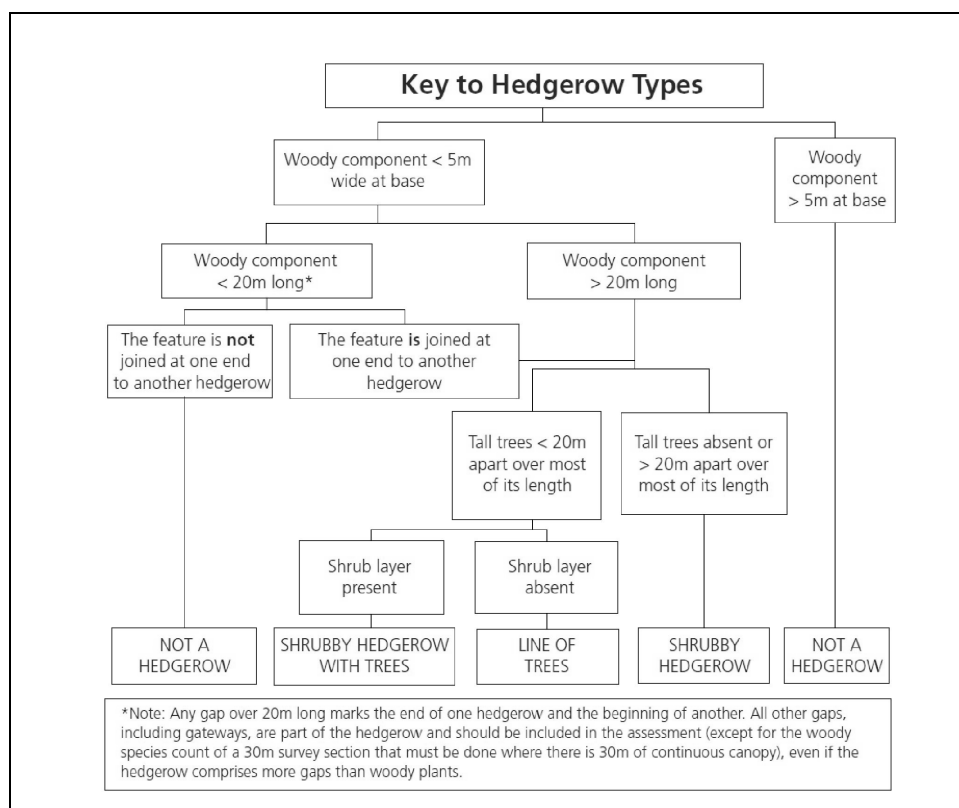 Key to Hedgerow Types
Woody component < 5m
wide at base
Woody
component
> 5m at base
Woody component
< 20m long*
Woody component
> 20m long
The feature is not
joined at one end
to another hedgerow
The feature is joined at
one end to another
hedgerow
Tall trees < 20m
apart over most
of its length
Tall trees absent or
> 20m apart over
most of its length
Shrub layer
present
Shrub layer
absent
NOT A
HEDGEROW
SHRUBBY HEDGEROW
WITH TREES
LINE OF
TREES
SHRUBBY
HEDGEROW
NOT A
HEDGEROW
*Note: Any gap over 20m long marks the end of one hedgerow and the beginning of another. All other gaps,
including gateways, are part of the hedgerow and should be included in the assessment (except for the woody
species count of a 30m survey section that must be done where there is 30m of continuous canopy), even if the
hedgerow comprises more gaps than woody plants.